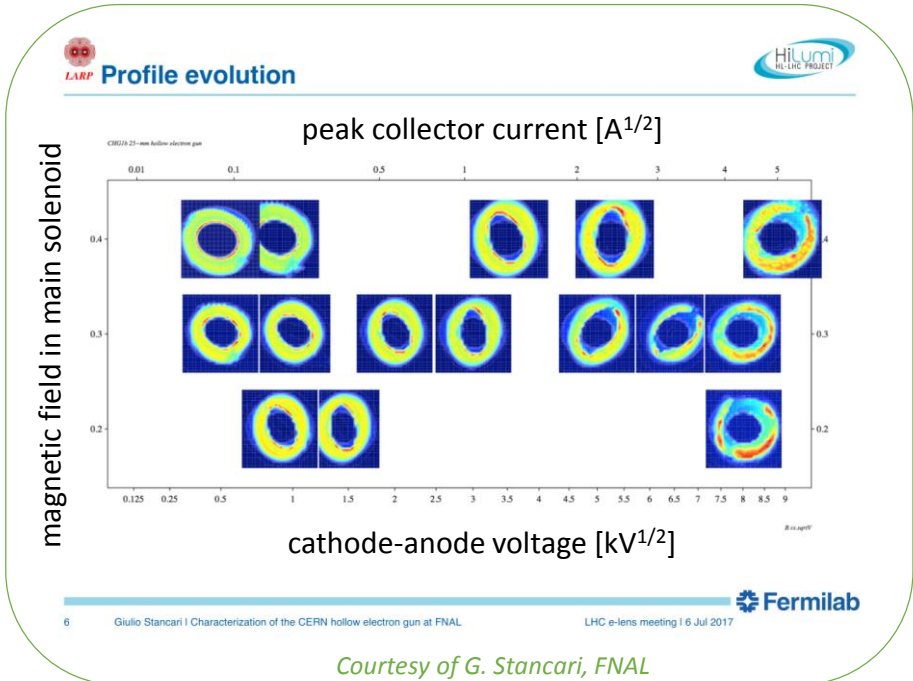 LARP
Profile evolution
HiLumi
HL-LHC PROJECT
peak collector current [A1/2]
CHG1b 25-mm hollow electron gun
0.01 0.1 0.5 1 2 3 4 5
magnetic field in main solenoid
0.4 .4
0.3 0.3
0.2 0.2
0.125 0.25 0.5 1 1.5 2 2.5 3 3.5 4 4.5 5 5.5 6 6.5 7 7.5 8 8.5 9
cathode-anode voltage [kV1/2]
Fermilab
6 Giulio Stancari I Characterization of the CERN hollow electron gun at FNAL LHC e-lens meeting I 6 Jul 2017
Courtesy of G. Stancari, FNAL